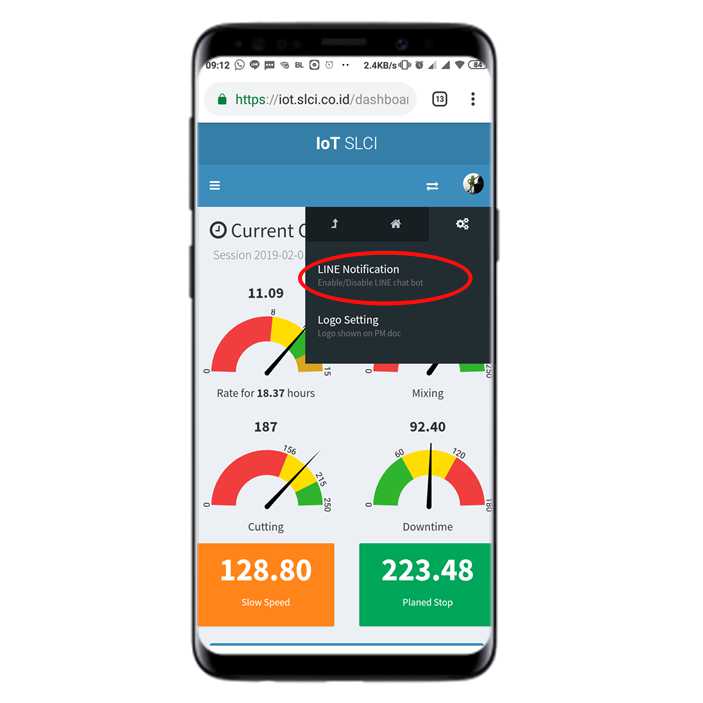 09:12 BL 2.4KB/s 84
https://iot.slci.co.id/dashboar
13
IoT SLCI
Current C
Session 2019-02-0
LINE Notification
Enable/Disable LINE chat bot
Logo Setting
Logo shown on PM doc
11.09
0 8 15
Rate for 18.37 hours
0 250
Mixing
187
0 156 215 250
Cutting
92.40
0 60 120 180
Downtime
128.80
Slow Speed
223.48
Planed Stop